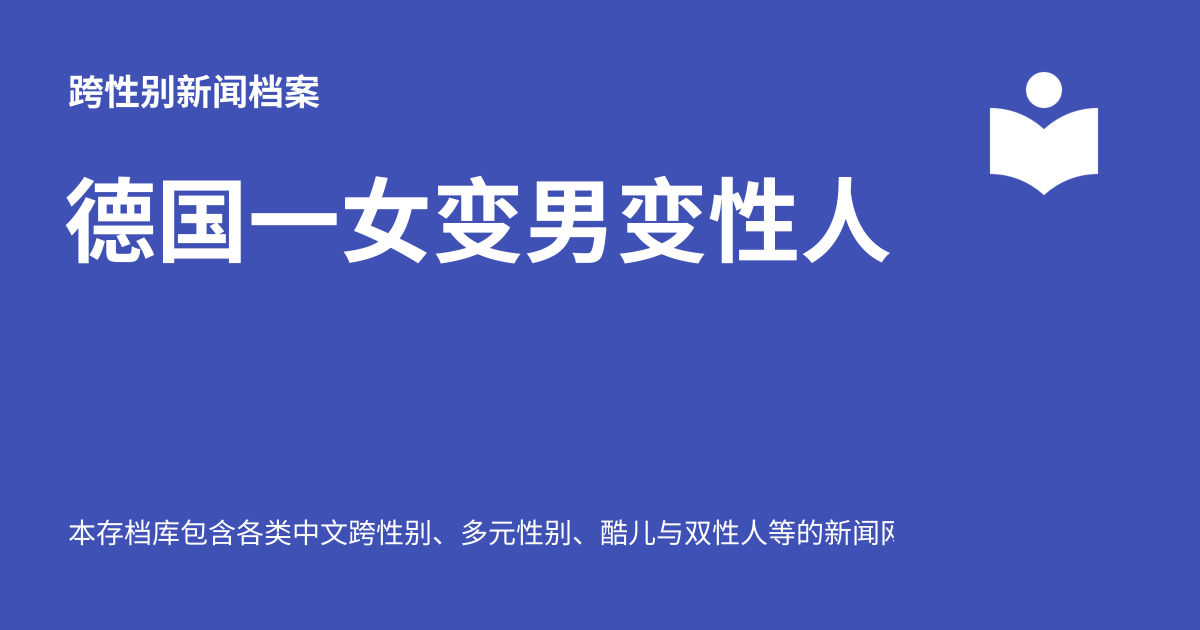 跨性别新闻档案
德国一女变男变性人
本存档库包含各类中文跨性别、多元性别、酷儿与双性人等的新闻网